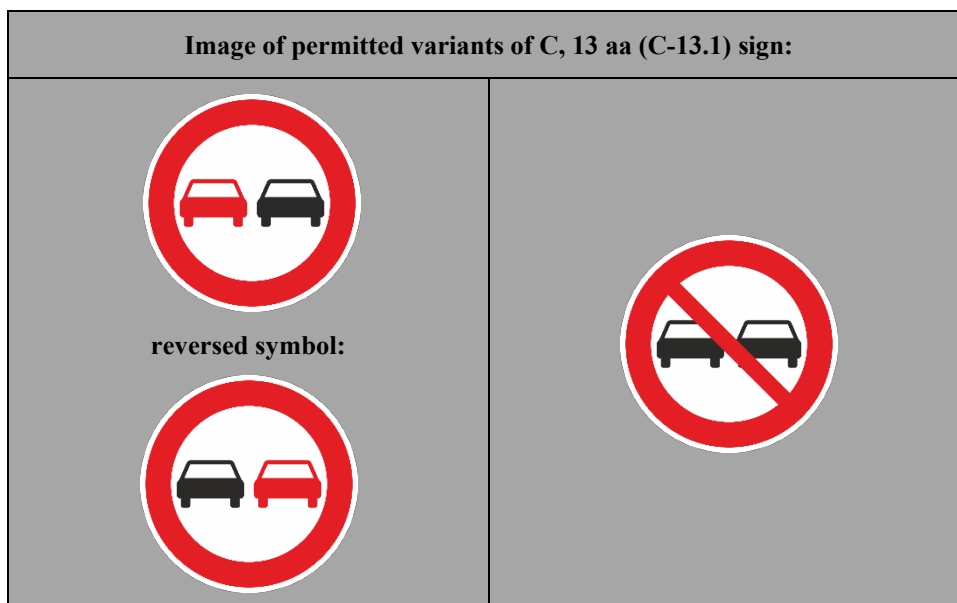 Image of permitted variants of C, 13 aa (C-13.1) sign:
reversed symbol: